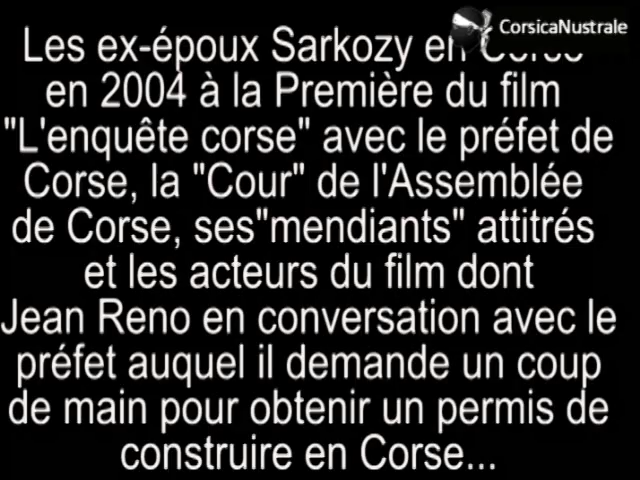 CorsicaNustrale
Les ex-époux Sarkozy en Corse
en 2004 à la Première du film
"L'enquête corse" avec le préfet de
Corse, la "Cour" de l'Assemblée
de Corse, ses"mendiants" attitrés
et les acteurs du film dont
Jean Reno en conversation avec le
préfet auquel il demande un coup
de main pour obtenir un permis de
construire en Corse...